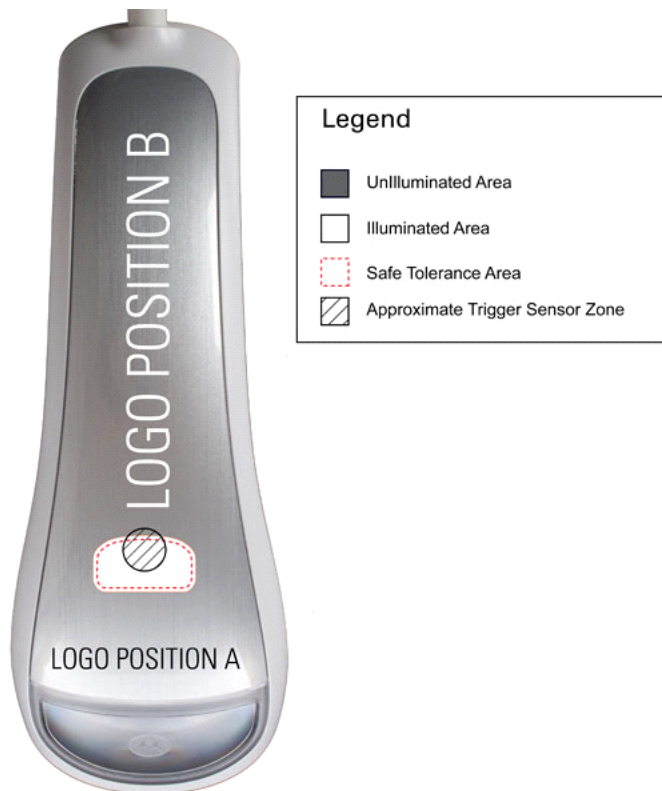 LOGO POSITION B
LOGO POSITION A
Legend
UnIlluminated Area
Illuminated Area
Safe Tolerance Area
Approximate Trigger Sensor Zone